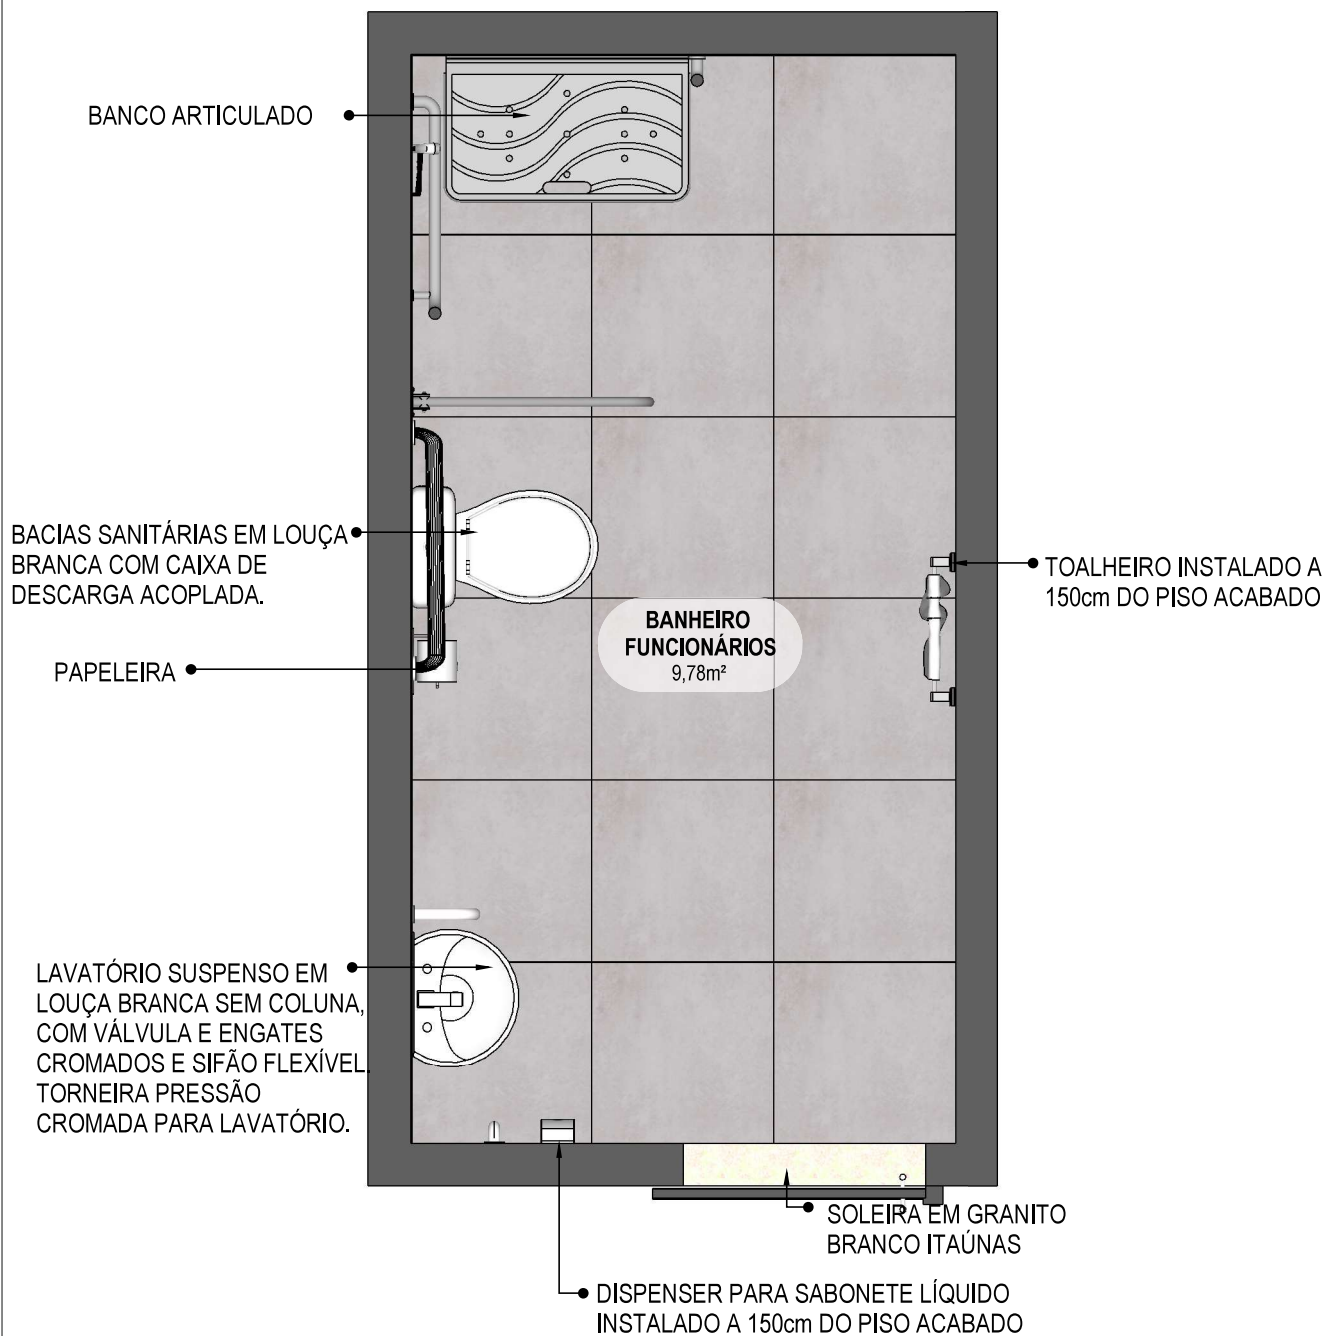 BANCO ARTICULADO
BACIAS SANITÁRIAS EM LOUÇA
BRANCA COM CAIXA DE
DESCARGA ACOPLADA.
TOALHEIRO INSTALADO A
150cm DO PISO ACABADO
BANHEIRO
FUNCIONÁRIOS
9,78m²
PAPELEIRA
LAVATÓRIO SUSPENSO EM
LOUÇA BRANCA SEM COLUNA,
COM VÁLVULA E ENGATES
CROMADOS E SIFÃO FLEXÍVEL.
TORNEIRA PRESSÃO
CROMADA PARA LAVATÓRIO.
SOLEIRA EM GRANITO
BRANCO ITAÚNAS
DISPENSER PARA SABONETE LÍQUIDO
INSTALADO A 150cm DO PISO ACABADO